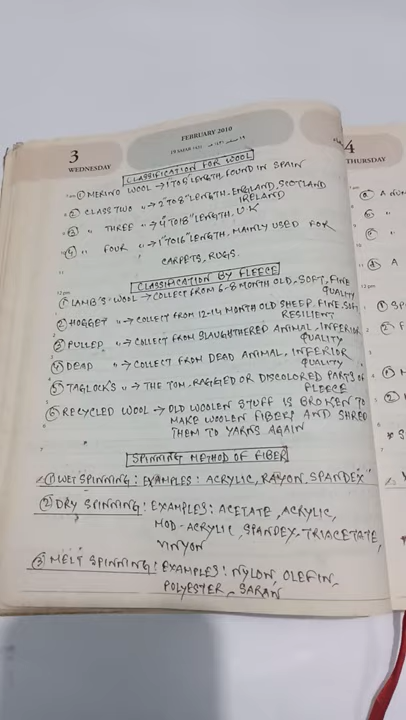 3
WEDNESDAY
FEBRUARY 2010
CLASSIFICATION FOR WOOL
① MERINO WOOL → 1 TO 5" LENGTH, FOUND IN SPAIN
② CLASS TWO " → 2" TO 8" LENGTH. ENGLAND, SCOTLAND
IRELAND
③ " THREE " → 4" TO 18" LENGTH, U.K
④ " FOUR " → 1" TO 16" LENGTH, MAINLY USED FOR
CARPETS, RUGS.
CLASSIFICATION BY FLEECE
① LAMB'S WOOL → COLLECT FROM 6-8 MONTH OLD, SOFT, FINE
QUALITY
② HOGGET " → COLLECT FROM 12-14 MONTH OLD SHEEP. FINE, SOFT
RESILIENT
③ PULLED " → COLLECT FROM SLAUGHTHERED ANIMAL, INFERIOR
QUALITY
④ DEAD " → COLLECT FROM DEAD ANIMAL, INFERIOR
QUALITY
⑤ TAGLOCKS " → THE TOM, RAGGED OR DISCOLORED PARTS OF
FLEECE
⑥ RECYCLED WOOL → OLD WOOLEN STUFF IS BROKEN TO
MAKE WOOLEN FIBERS AND SHRED
THEM TO YARNS AGAIN
SPINNING METHOD OF FIBER
① WET SPINNING: EXAMPLES: ACRYLIC, RAYON, SPANDEX
② DRY SPINNING: EXAMPLES: ACETATE, ACRYLIC,
MOD-ACRYLIC, SPANDEX, TRIACETATE,
VINYON
③ MELT SPINNING: EXAMPLES: NYLON, OLEFIN,
POLYESTER, SARAN
4
THURSDAY